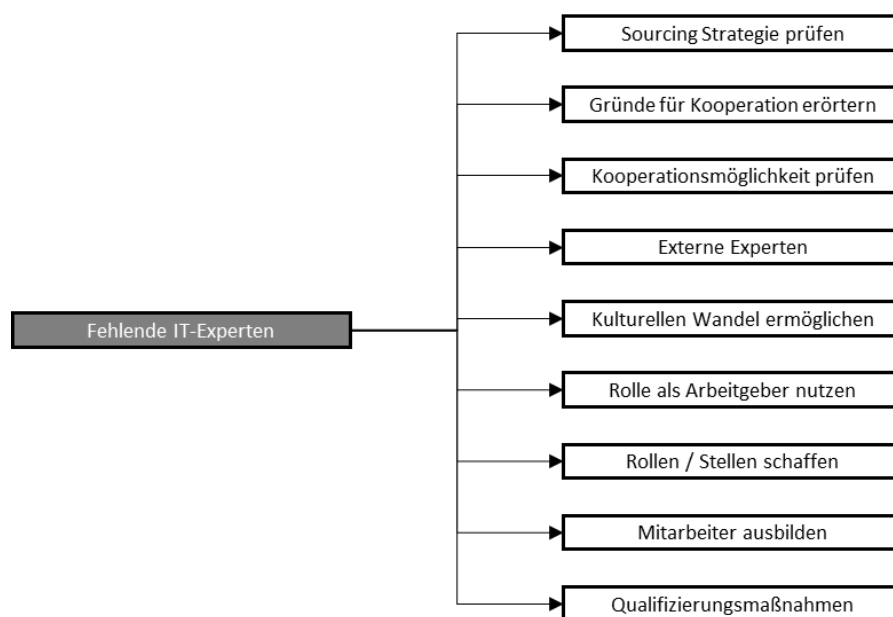 Sourcing Strategie prüfen
Gründe für Kooperation erörtern
Kooperationsmöglichkeit prüfen
Externe Experten
Fehlende IT-Experten
Kulturellen Wandel ermöglichen
Rolle als Arbeitgeber nutzen
Rollen / Stellen schaffen
Mitarbeiter ausbilden
Qualifizierungsmaßnahmen